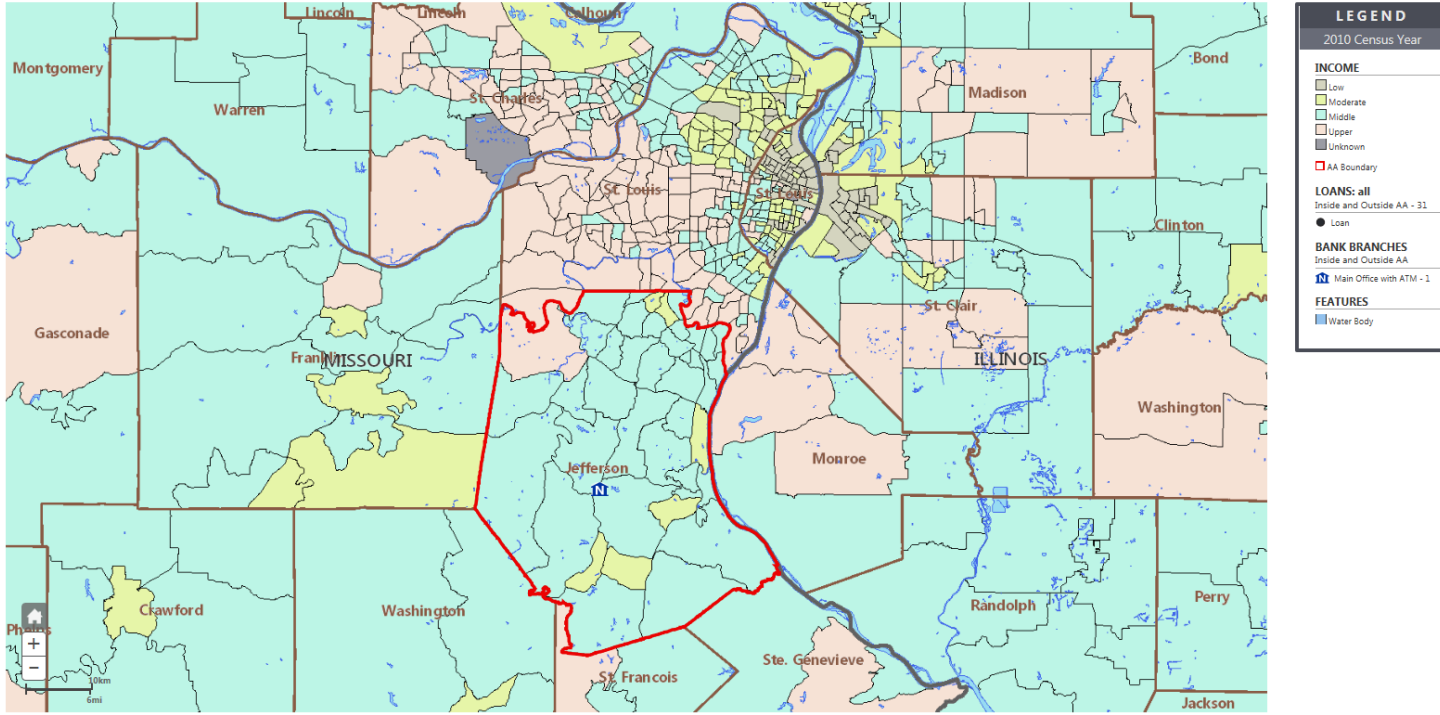 Lincoln
Lincoln
Calhoun
Montgomery
Bond
Warren
St. Charles
Madison
St. Louis
St. Louis
Clinton
Gasconade
St. Clair
Franklin
MISSOURI
ILLINOIS
Washington
Monroe
Jefferson
Crawford
Washington
Randolph
Perry
Phelps
Ste. Genevieve
St. Francois
Jackson
+
−
10km
6mi
LEGEND
2010 Census Year
INCOME
Low
Moderate
Middle
Upper
Unknown
AA Boundary
LOANS: all
Inside and Outside AA - 31
Loan
BANK BRANCHES
Inside and Outside AA
N Main Office with ATM - 1
FEATURES
Water Body